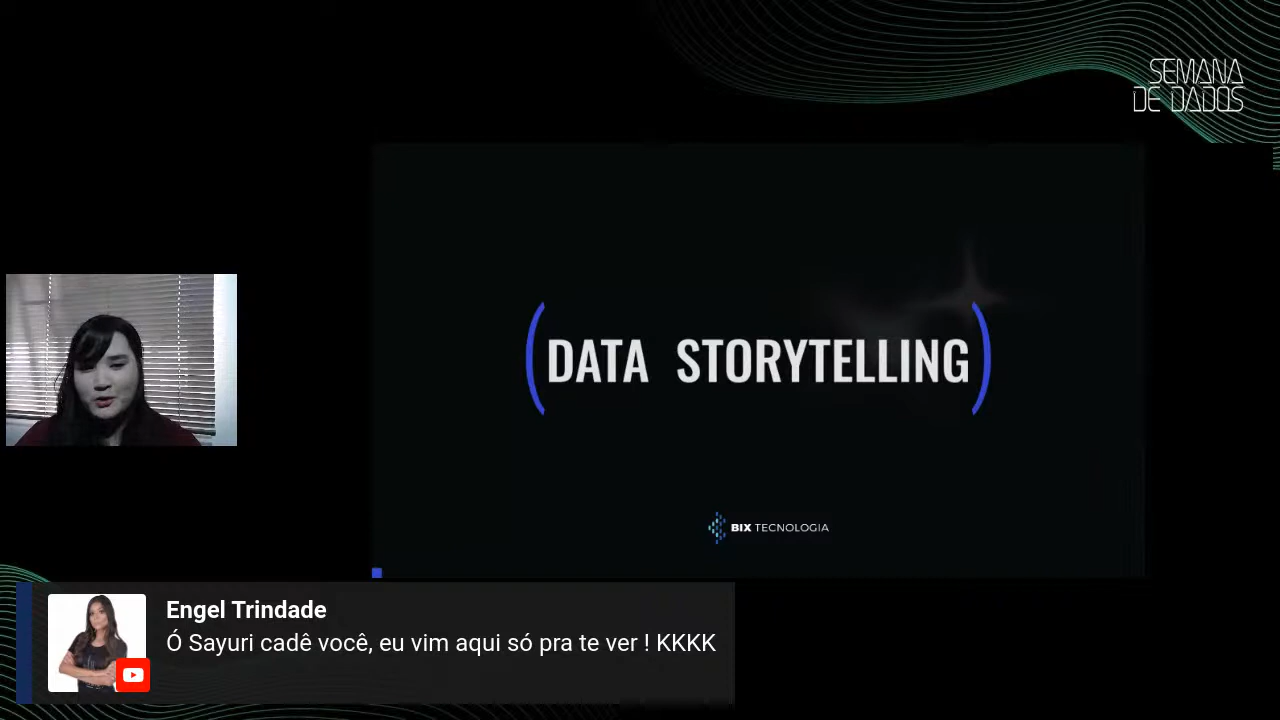 SEMANA
DE DADOS
(DATA STORYTELLING)
BIX TECNOLOGIA
Engel Trindade
Ó Sayuri cadê você, eu vim aqui só pra te ver ! KKKK